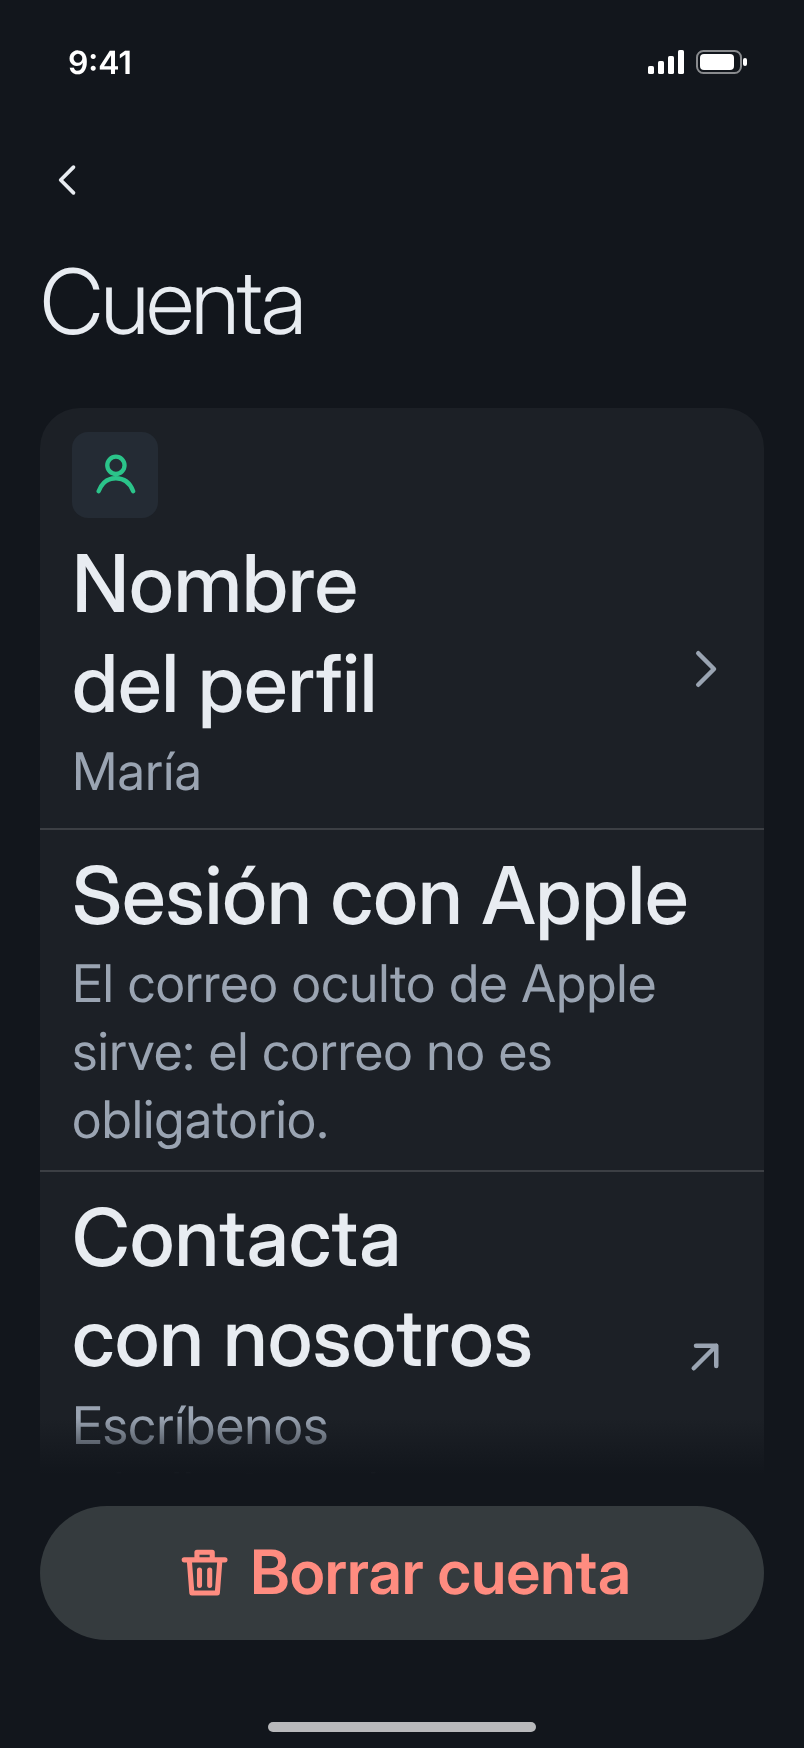 9:41
Cuenta
Nombre
del perfil
María
Sesión con Apple
El correo oculto de Apple
sirve: el correo no es
obligatorio.
Contacta
con nosotros
Escríbenos
Borrar cuenta